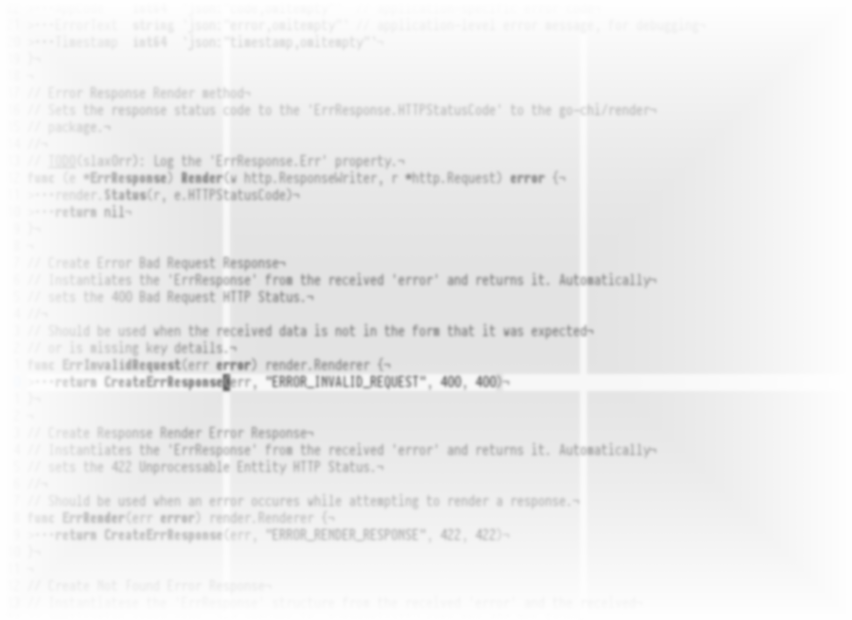 ErrorText string `json:"error,omitempty"` // application-level error message, for debugging¬
Timestamp int64 `json:"timestamp,omitempty"`¬
}¬
¬
// Error Response Render method¬
// Sets the response status code to the 'ErrResponse.HTTPStatusCode' to the go-chi/render¬
// package.¬
//¬
// TODO(slaxOrr): Log the 'ErrResponse.Err' property.¬
func (e *ErrResponse) Render(w http.ResponseWriter, r *http.Request) error {¬
>---render.Status(r, e.HTTPStatusCode)¬
>---return nil¬
}¬
¬
// Create Error Bad Request Response¬
// Instantiates the 'ErrResponse' from the received 'error' and returns it. Automatically¬
// sets the 400 Bad Request HTTP Status.¬
//¬
// Should be used when the received data is not in the form that it was expected¬
// or is missing key details.¬
func ErrInvalidRequest(err error) render.Renderer {¬
>---return CreateErrResponse(err, "ERROR_INVALID_REQUEST", 400, 400)¬
}¬
¬
// Create Response Render Error Response¬
// Instantiates the 'ErrResponse' from the received 'error' and returns it. Automatically¬
// sets the 422 Unprocessable Enttity HTTP Status.¬
//¬
// Should be used when an error occures while attempting to render a response.¬
func ErrRender(err error) render.Renderer {¬
>---return CreateErrResponse(err, "ERROR_RENDER_RESPONSE", 422, 422)¬
}¬
¬
// Create Not Found Error Response¬
// Instantiates the 'ErrResponse' structure from the received 'error' and the received¬